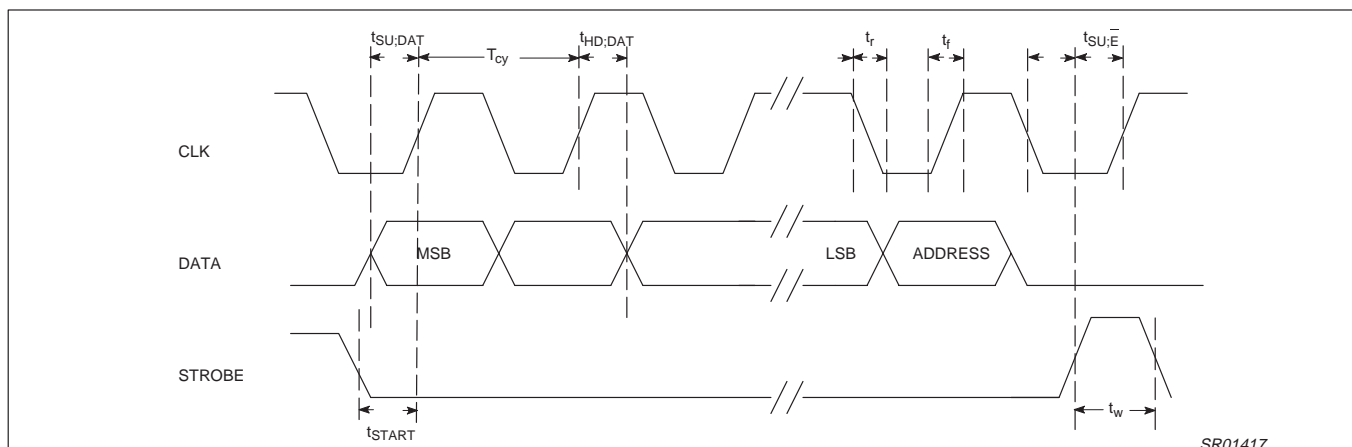 tSU;DAT
Tcy
tHD;DAT
tr
tf
tSU;E̅
CLK
DATA
MSB
LSB
ADDRESS
STROBE
tSTART
tw
SR01417